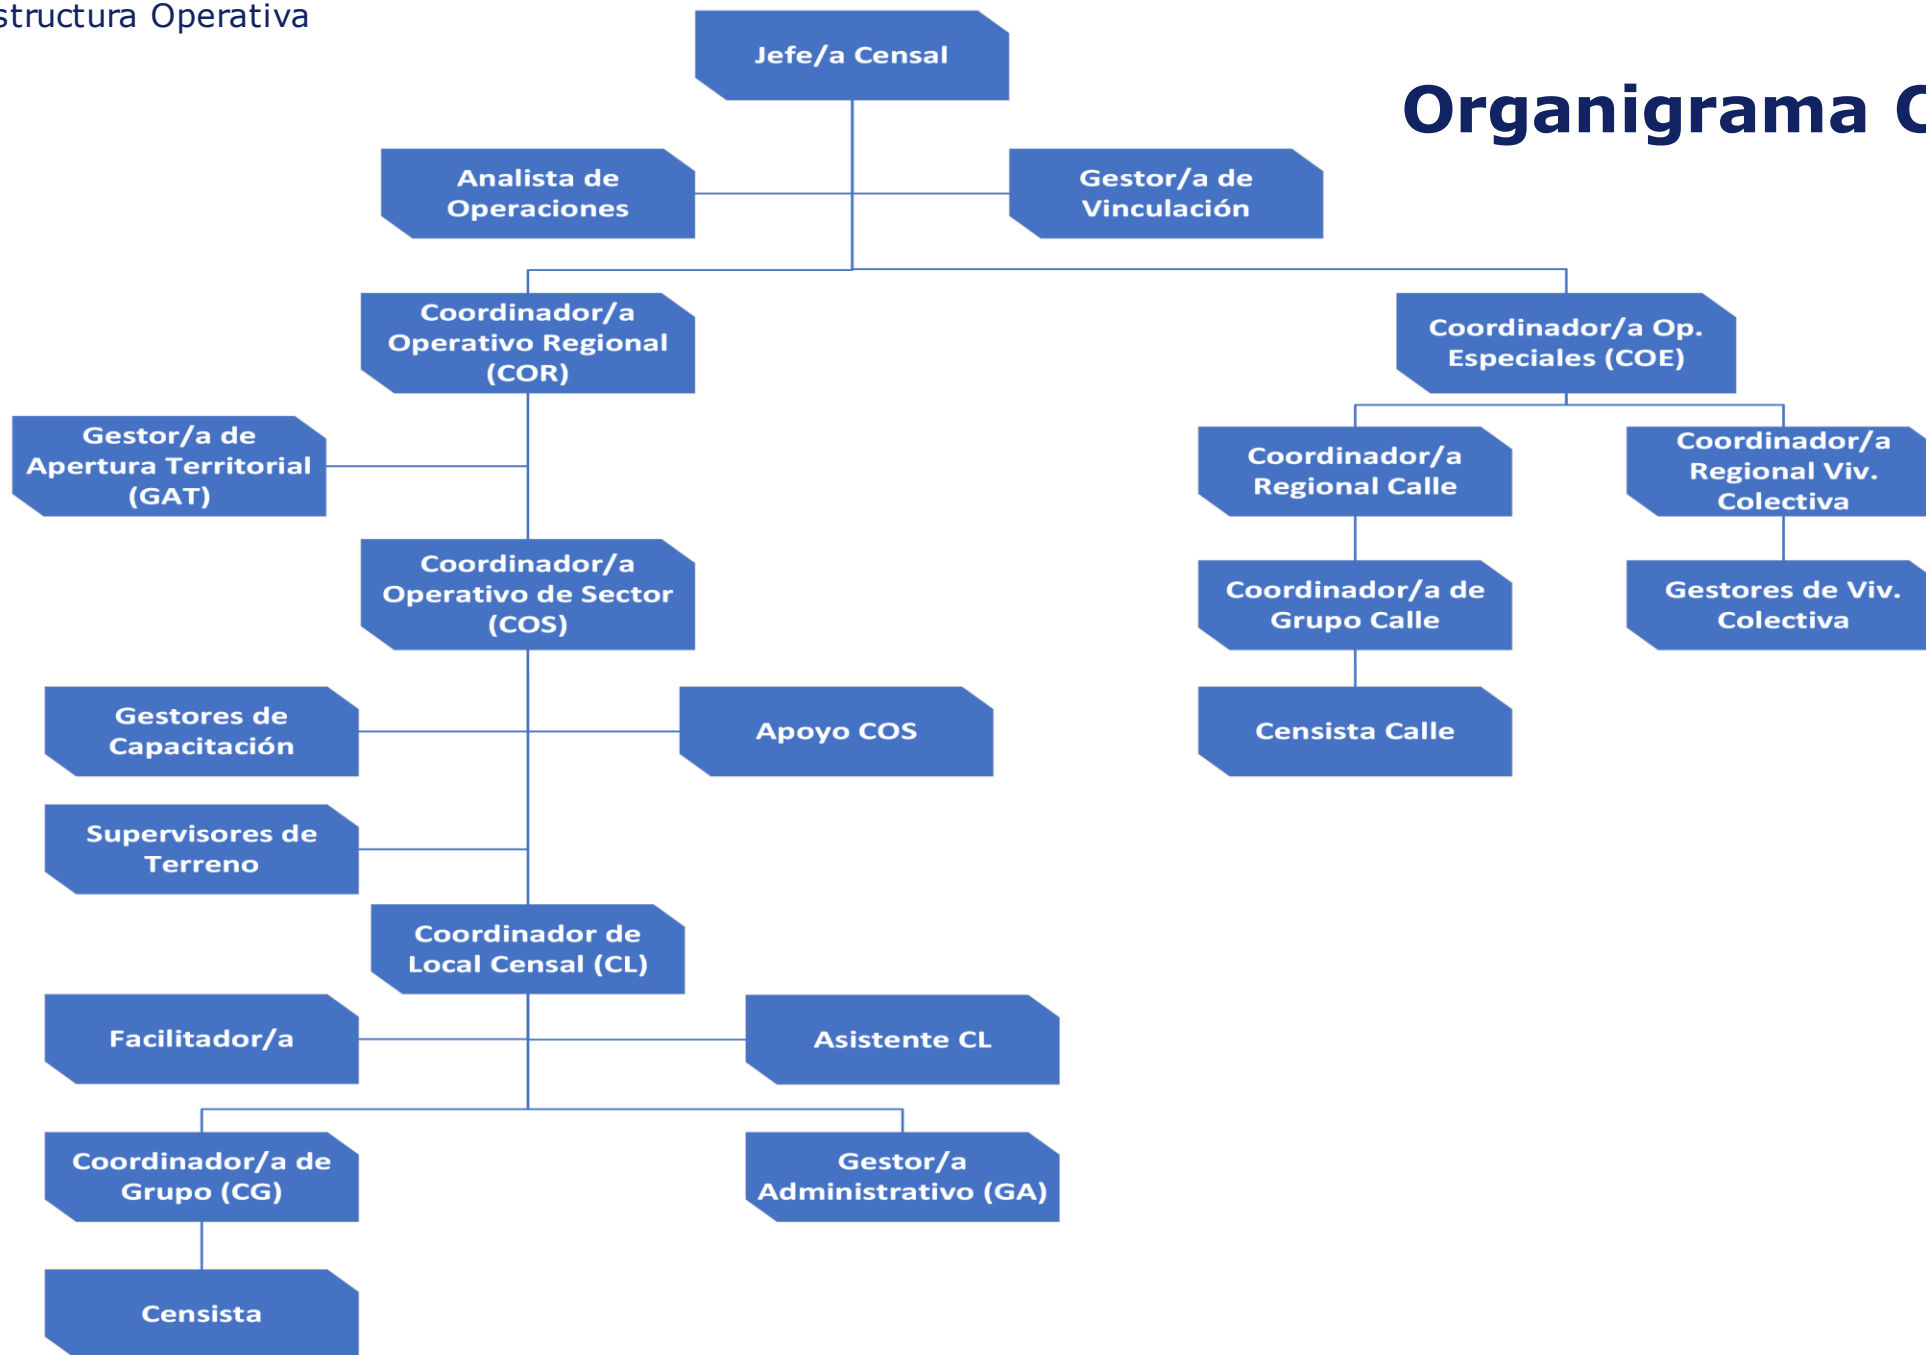 structura Operativa
Organigrama C
Jefe/a Censal
Analista de
Operaciones
Gestor/a de
Vinculación
Coordinador/a
Operativo Regional
(COR)
Coordinador/a Op.
Especiales (COE)
Gestor/a de
Apertura Territorial
(GAT)
Coordinador/a
Regional Calle
Coordinador/a
Regional Viv.
Colectiva
Coordinador/a
Operativo de Sector
(COS)
Coordinador/a de
Grupo Calle
Gestores de Viv.
Colectiva
Gestores de
Capacitación
Apoyo COS
Censista Calle
Supervisores de
Terreno
Coordinador de
Local Censal (CL)
Facilitador/a
Asistente CL
Coordinador/a de
Grupo (CG)
Gestor/a
Administrativo (GA)
Censista